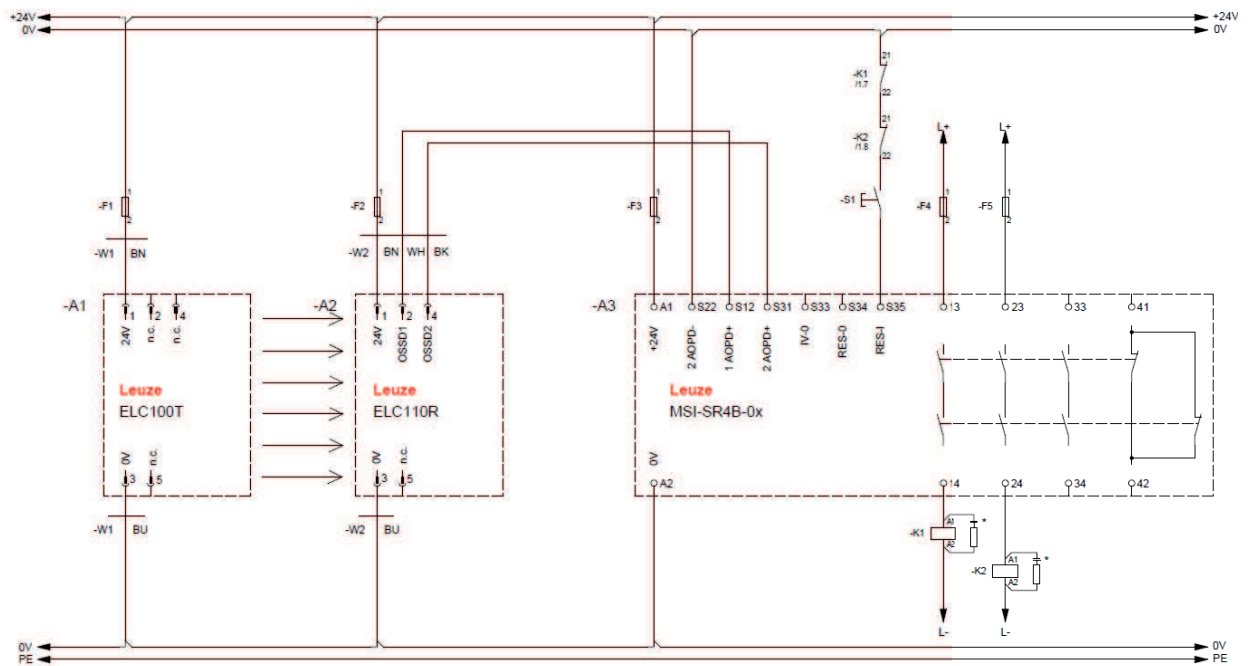 +24V +24V
0V 0V
21
-K1
/1.7
22
21
-K2
/1.8
22
L+ L+
-F1 1 2
-F2 1 2
-F3 1 2
-S1
-F4 1 2
-F5 1 2
-W1 BN
-W2 BN WH BK
-A1 1 2 4
24V n.c. n.c.
Leuze
ELC100T
0V n.c.
3 5
-A2 1 2 4
24V OSSD1 OSSD2
Leuze
ELC110R
0V n.c.
3 5
-A3 A1 S22 S12 S31 S33 S34 S35 13 23 33 41
+24V 2 AOPD- 1 AOPD+ 2 AOPD+ IV-0 RES-0 RES-I
Leuze
MSI-SR4B-0x
0V
A2 14 24 34 42
-W1 BU
-W2 BU
-K1 A1 A2 *
-K2 A1 A2 *
L- L-
0V 0V
PE PE